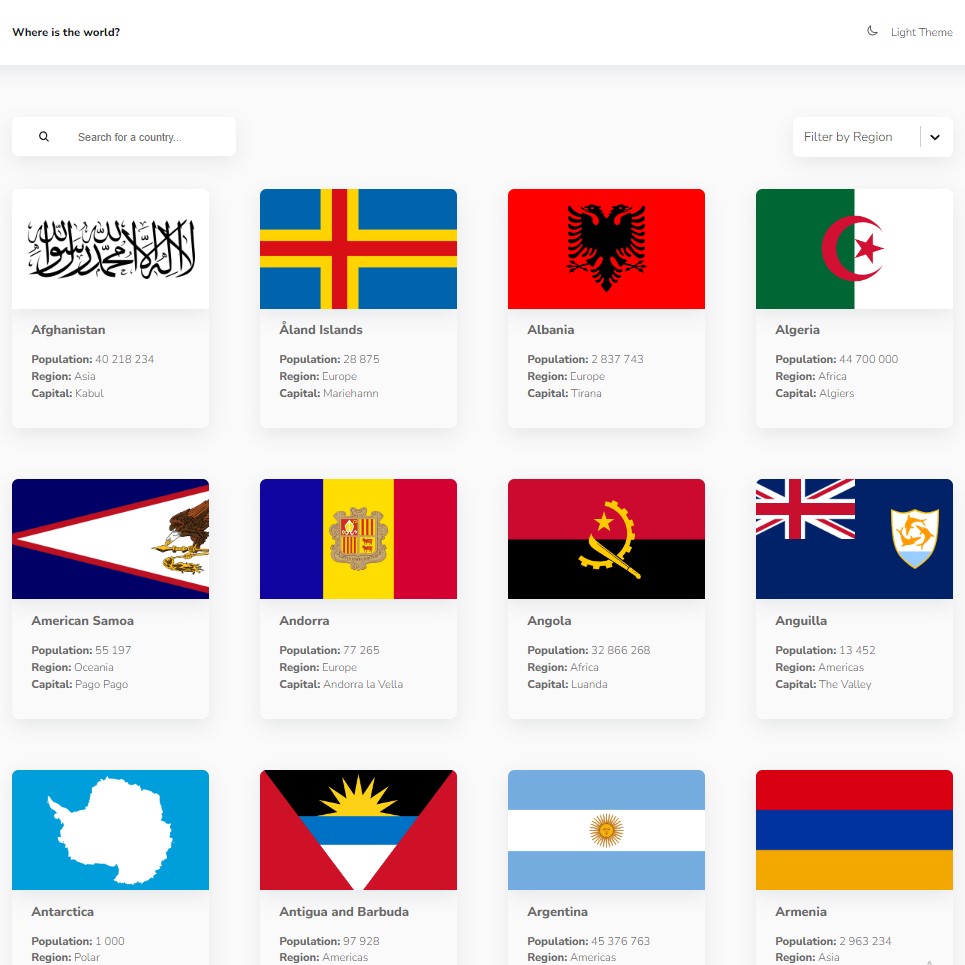 Where is the world?
Light Theme
Search for a country...
Filter by Region
لا إله إلا الله محمد رسول الله
Afghanistan
Population: 40 218 234
Region: Asia
Capital: Kabul
Åland Islands
Population: 28 875
Region: Europe
Capital: Mariehamn
Albania
Population: 2 837 743
Region: Europe
Capital: Tirana
Algeria
Population: 44 700 000
Region: Africa
Capital: Algiers
American Samoa
Population: 55 197
Region: Oceania
Capital: Pago Pago
Andorra
Population: 77 265
Region: Europe
Capital: Andorra la Vella
Angola
Population: 32 866 268
Region: Africa
Capital: Luanda
Anguilla
Population: 13 452
Region: Americas
Capital: The Valley
Antarctica
Population: 1 000
Region: Polar
Antigua and Barbuda
Population: 97 928
Region: Americas
Argentina
Population: 45 376 763
Region: Americas
Armenia
Population: 2 963 234
Region: Asia